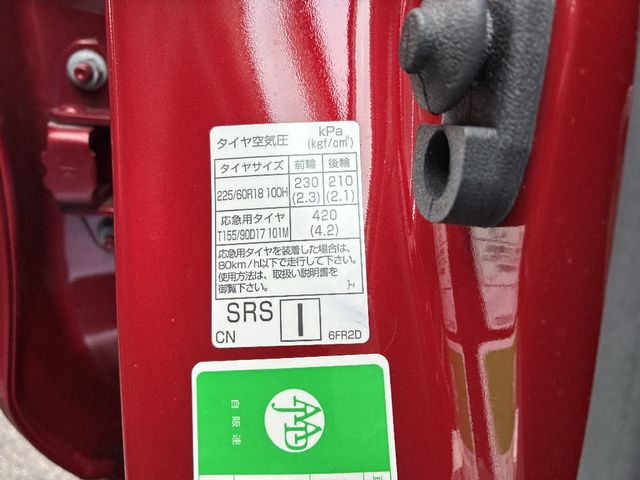 タイヤ空気圧 kPa (kgf/cm²)
タイヤサイズ 前輪 後輪
225/60R18 100H 230 (2.3) 210 (2.1)
応急用タイヤ
T155/90D17 101M 420 (4.2)
応急用タイヤを装着した場合は、
80km/h以下で走行して下さい。
使用方法は、取扱い説明書を
御覧下さい。
SRS I
CN 6FR2D
自販連
JADA